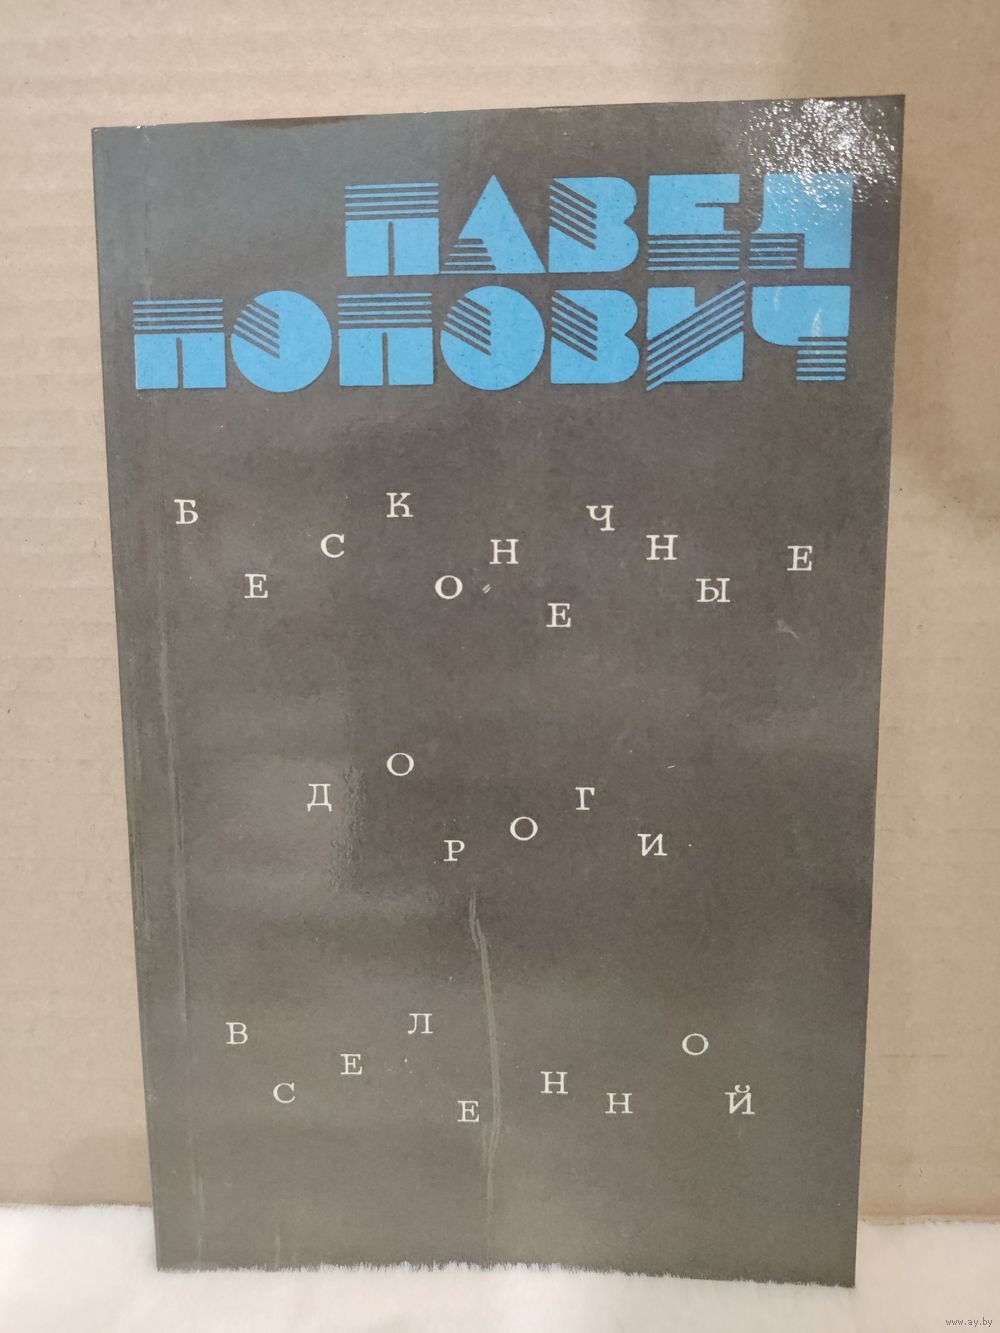 ПАВЕЛ
ПОПОВИЧ
БЕСКОНЕЧНЫЕ
ДОРОГИ
ВСЕЛЕННОЙ
www.ay.by